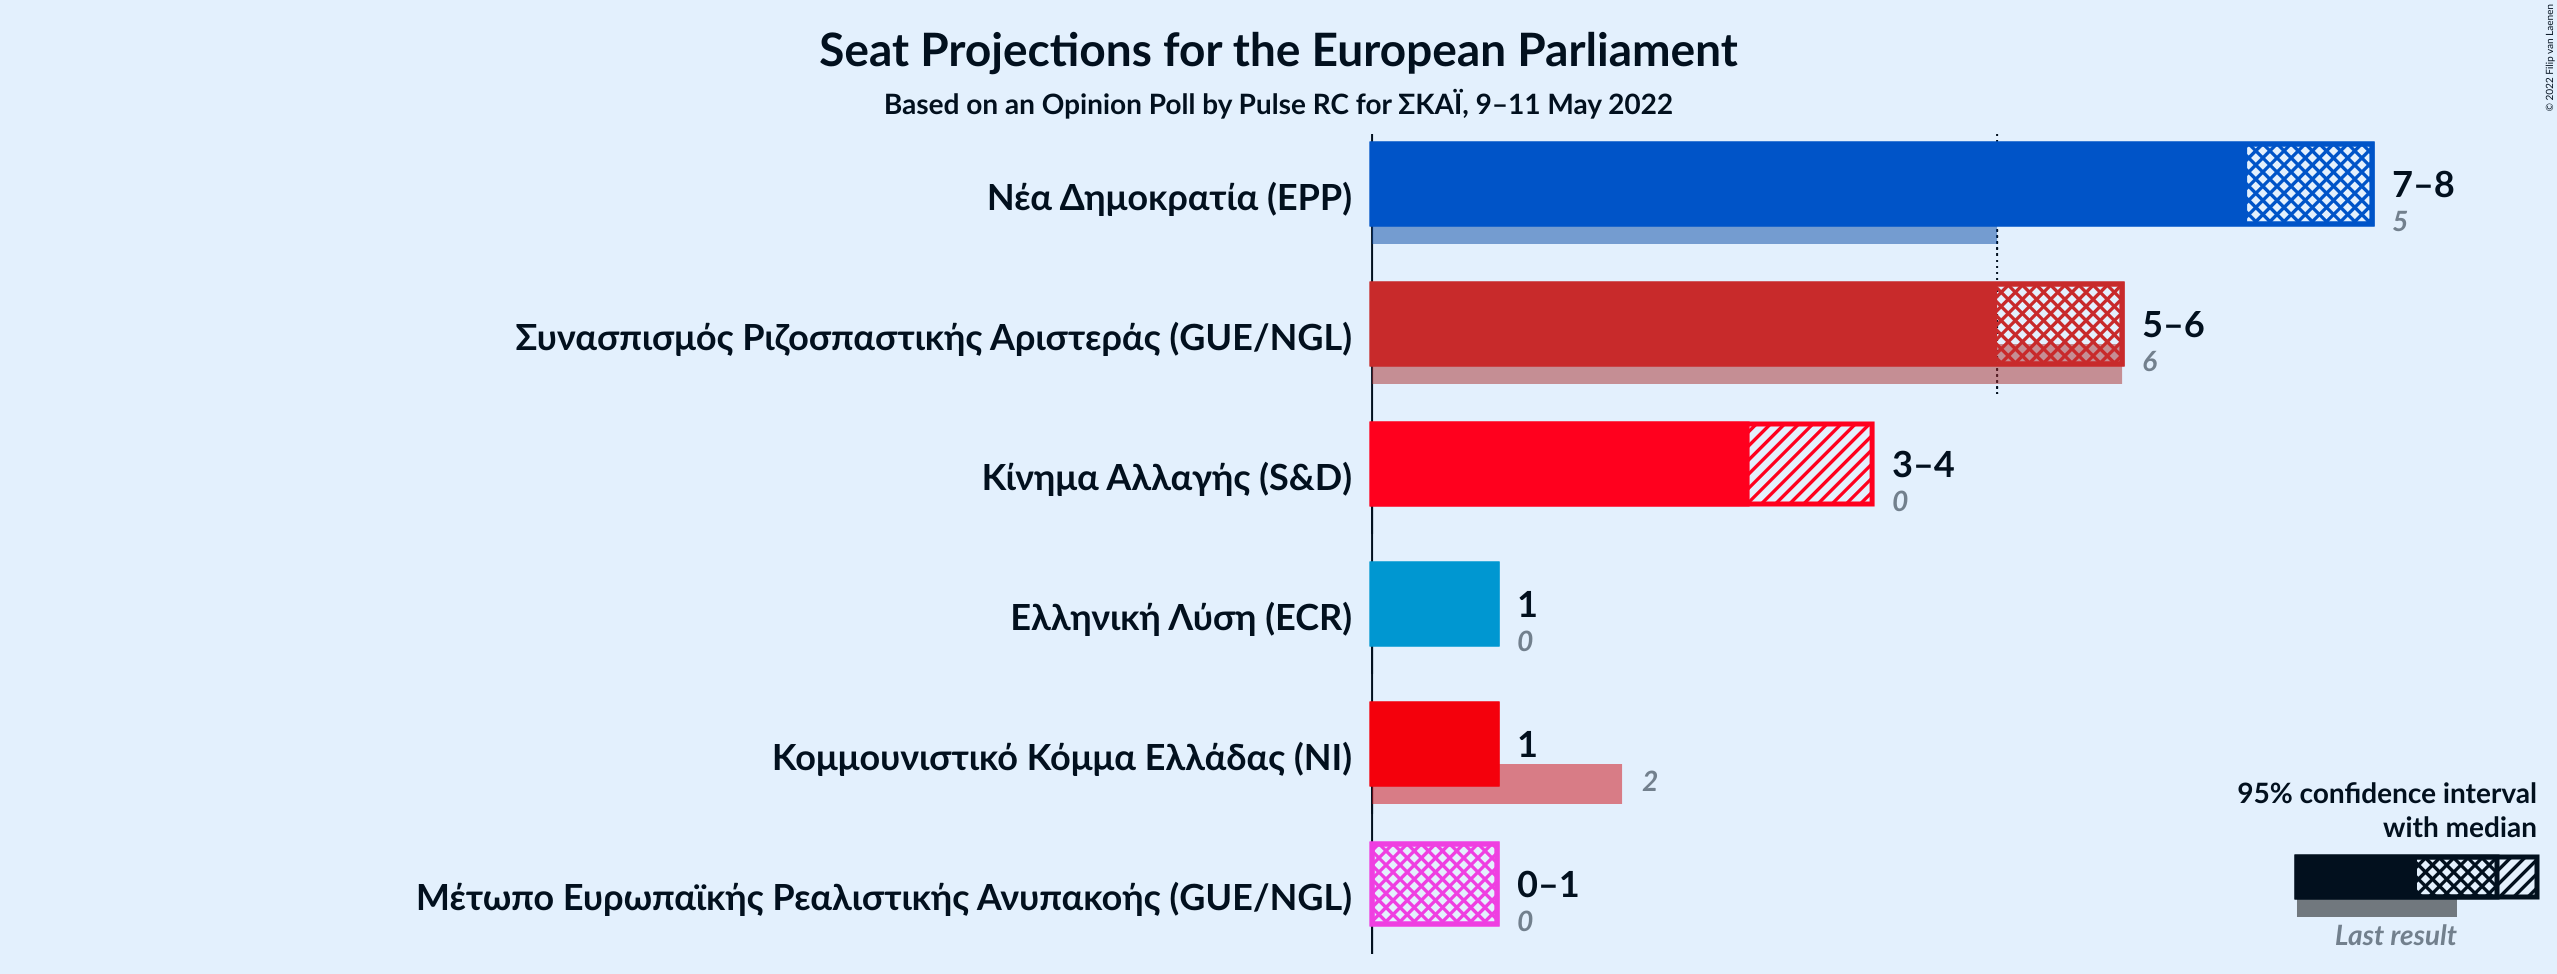 Seat Projections for the European Parliament
Based on an Opinion Poll by Pulse RC for ΣΚΑΪ, 9–11 May 2022
© 2022 Filip van Laenen
Νέα Δημοκρατία (EPP)
7–8
5
Συνασπισμός Ριζοσπαστικής Αριστεράς (GUE/NGL)
5–6
6
Κίνημα Αλλαγής (S&D)
3–4
0
Ελληνική Λύση (ECR)
1
0
Κομμουνιστικό Κόμμα Ελλάδας (NI)
1
2
Μέτωπο Ευρωπαϊκής Ρεαλιστικής Ανυπακοής (GUE/NGL)
0–1
0
95% confidence interval
with median
Last result